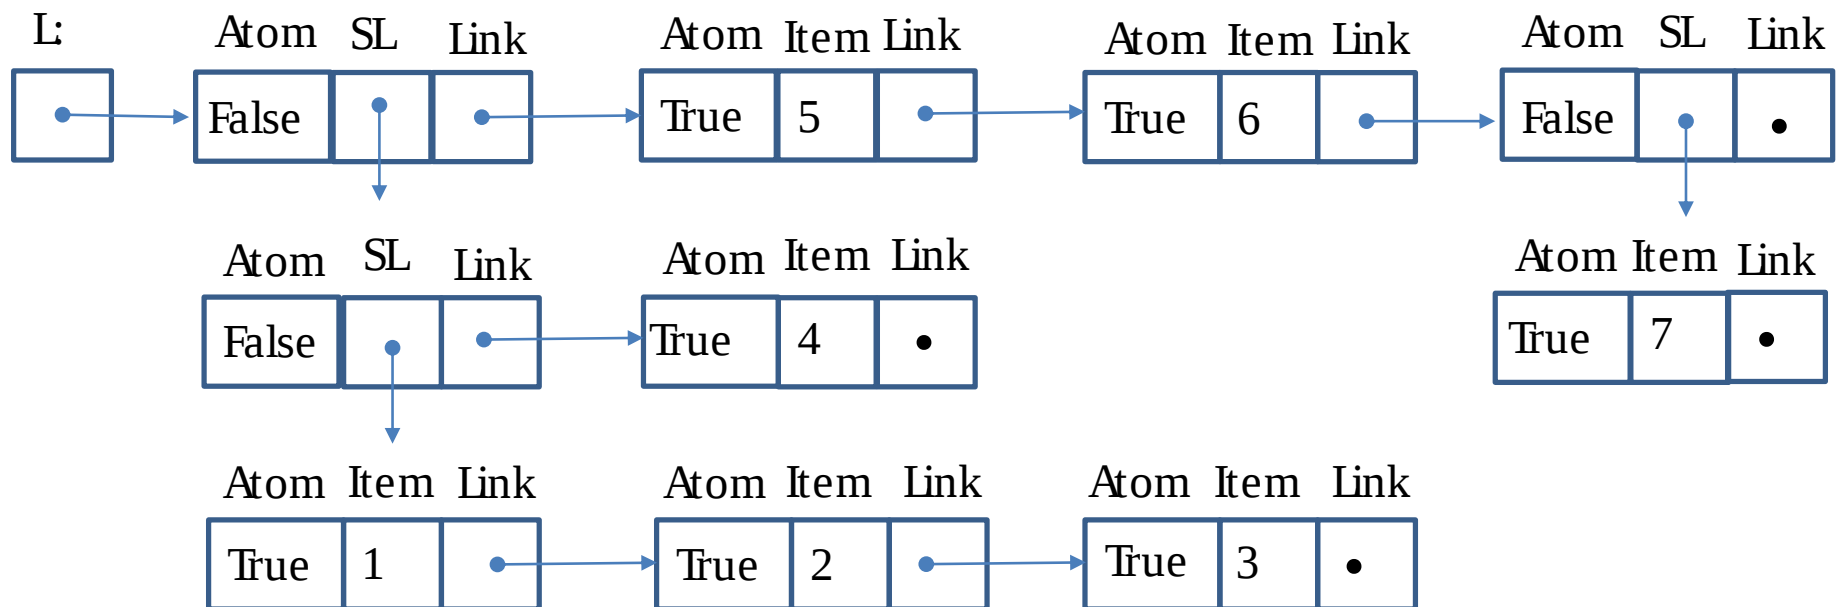 L: Atom SL Link Atom Item Link Atom Item Link Atom SL Link
False True 5 True 6 False
Atom SL Link Atom Item Link Atom Item Link
False True 4 True 7
Atom Item Link Atom Item Link Atom Item Link
True 1 True 2 True 3